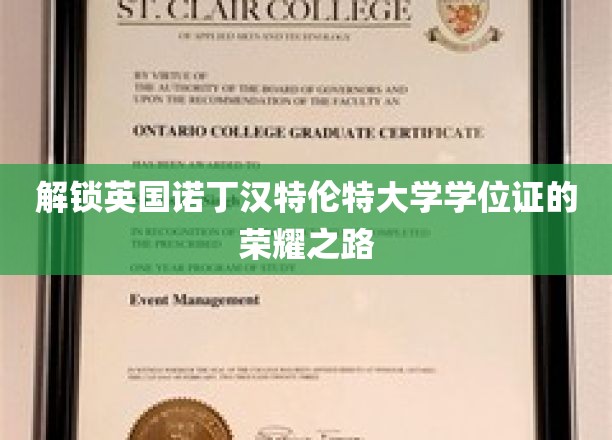 ST. CLAIR COLLEGE
OF APPLIED ARTS AND TECHNOLOGY
BY VIRTUE OF
THE AUTHORITY OF THE BOARD OF GOVERNORS AND
UPON THE RECOMMENDATION OF THE FACULTY AN
ONTARIO COLLEGE GRADUATE CERTIFICATE
HAS BEEN AWARDED TO
解锁英国诺丁汉特伦特大学学位证的
荣耀之路
IN RECOGNITION OF
COMPLETED
THE PRESCRIBED
ONE YEAR PROGRAM OF STUDY
Event Management